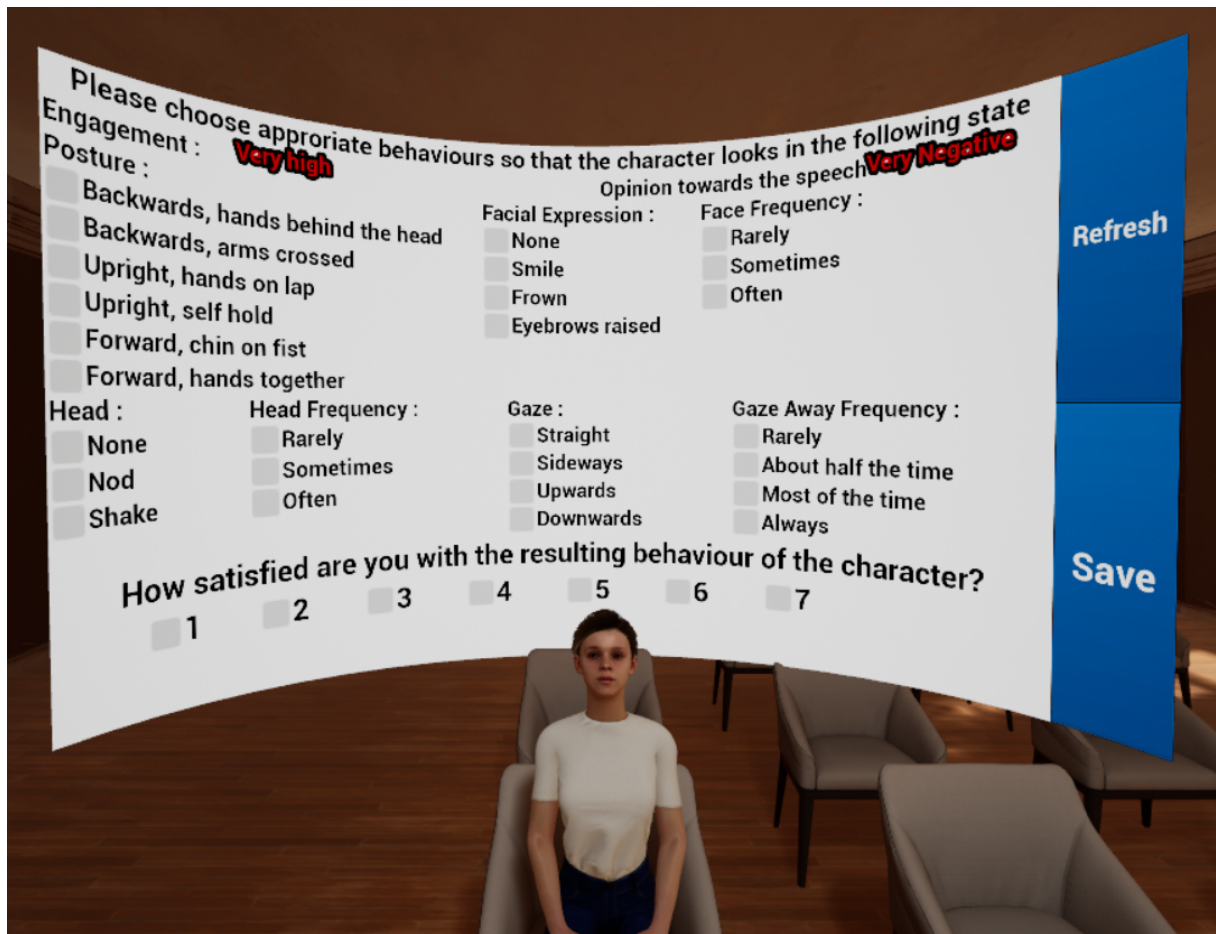 Please choose approriate behaviours so that the character looks in the following state
Engagement : Very high
Opinion towards the speech Very Negative
Posture :
Backwards, hands behind the head
Backwards, arms crossed
Upright, hands on lap
Upright, self hold
Forward, chin on fist
Forward, hands together
Facial Expression :
None
Smile
Frown
Eyebrows raised
Face Frequency :
Rarely
Sometimes
Often
Head :
None
Nod
Shake
Head Frequency :
Rarely
Sometimes
Often
Gaze :
Straight
Sideways
Upwards
Downwards
Gaze Away Frequency :
Rarely
About half the time
Most of the time
Always
How satisfied are you with the resulting behaviour of the character?
1 2 3 4 5 6 7
Refresh
Save